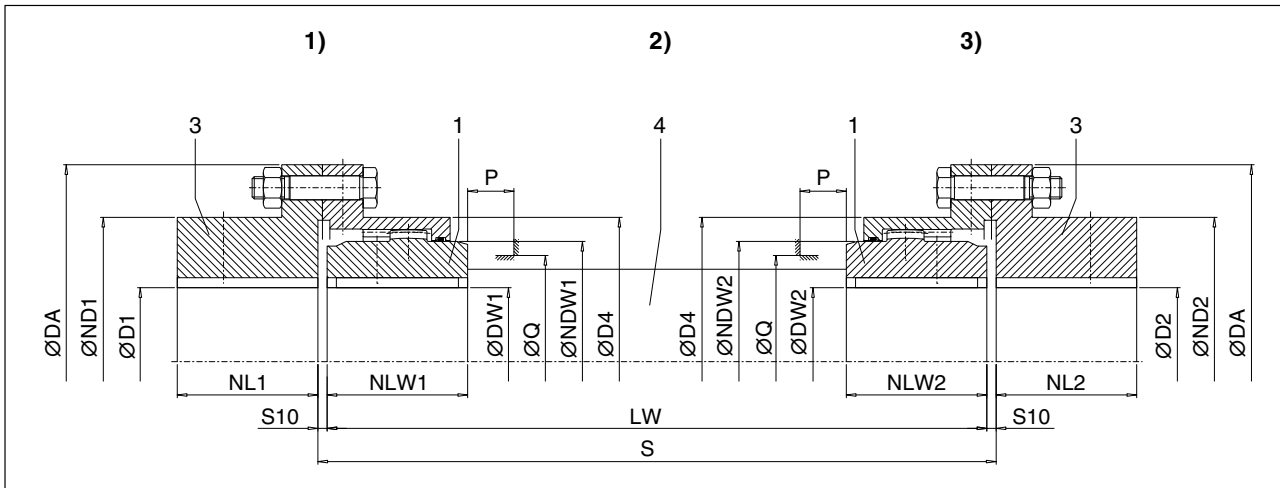 1) 2) 3)
3 1 4 1 3
P P
ØDA ØND1 ØD1 ØDW1 ØQ ØNDW1 ØD4 ØD4 ØNDW2 ØQ ØDW2 ØD2 ØND2 ØDA
NL1 NLW1 NLW2 NL2
S10 LW S10
S